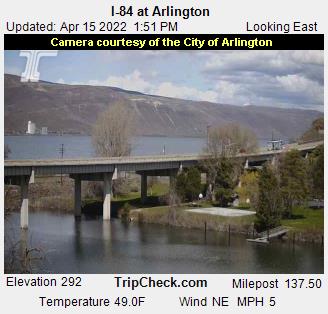 I-84 at Arlington
Updated: Apr 15 2022 1:51 PM Looking East
Camera courtesy of the City of Arlington
Elevation 292 TripCheck.com Milepost 137.50
Temperature 49.0F Wind NE MPH 5